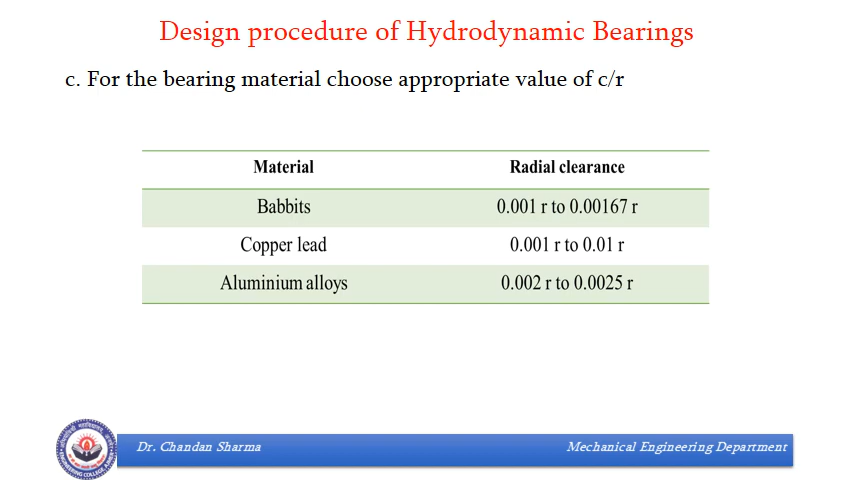 Design procedure of Hydrodynamic Bearings
c. For the bearing material choose appropriate value of c/r
Material Radial clearance
Babbits 0.001 r to 0.00167 r
Copper lead 0.001 r to 0.01 r
Aluminium alloys 0.002 r to 0.0025 r
Dr. Chandan Sharma Mechanical Engineering Department